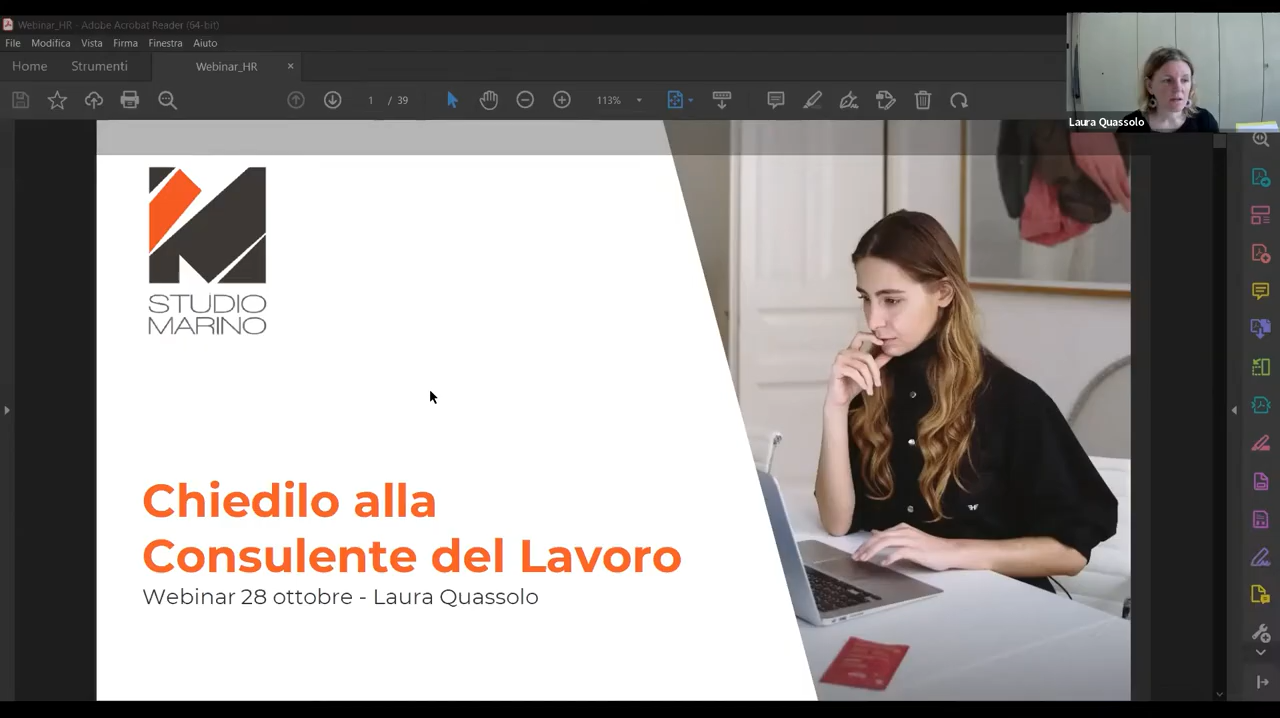 Webinar_HR - Adobe Acrobat Reader (64-bit)
File Modifica Vista Firma Finestra Aiuto
Home Strumenti Webinar_HR ×
1 / 39 113%
Laura Quassolo
STUDIO
MARINO
Chiedilo alla
Consulente del Lavoro
Webinar 28 ottobre - Laura Quassolo